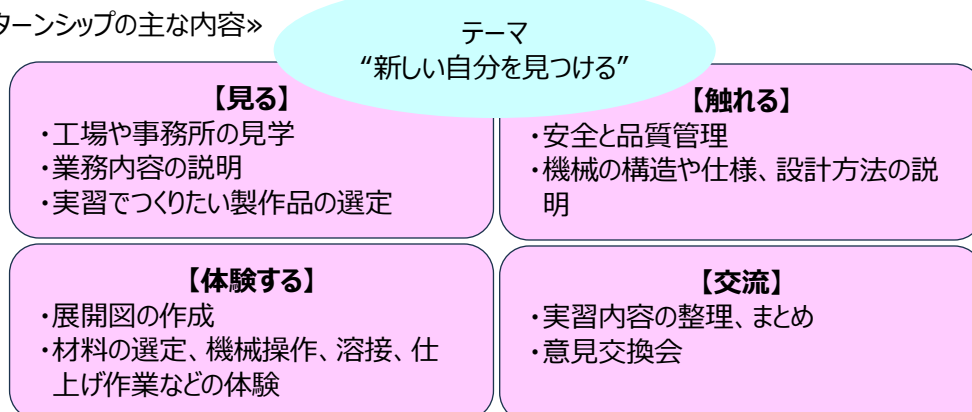 ターンシップの主な内容»
テーマ
“新しい自分を見つける”
【見る】
・工場や事務所の見学
・業務内容の説明
・実習でつくりたい製作品の選定
【触れる】
・安全と品質管理
・機械の構造や仕様、設計方法の説
明
【体験する】
・展開図の作成
・材料の選定、機械操作、溶接、仕
上げ作業などの体験
【交流】
・実習内容の整理、まとめ
・意見交換会